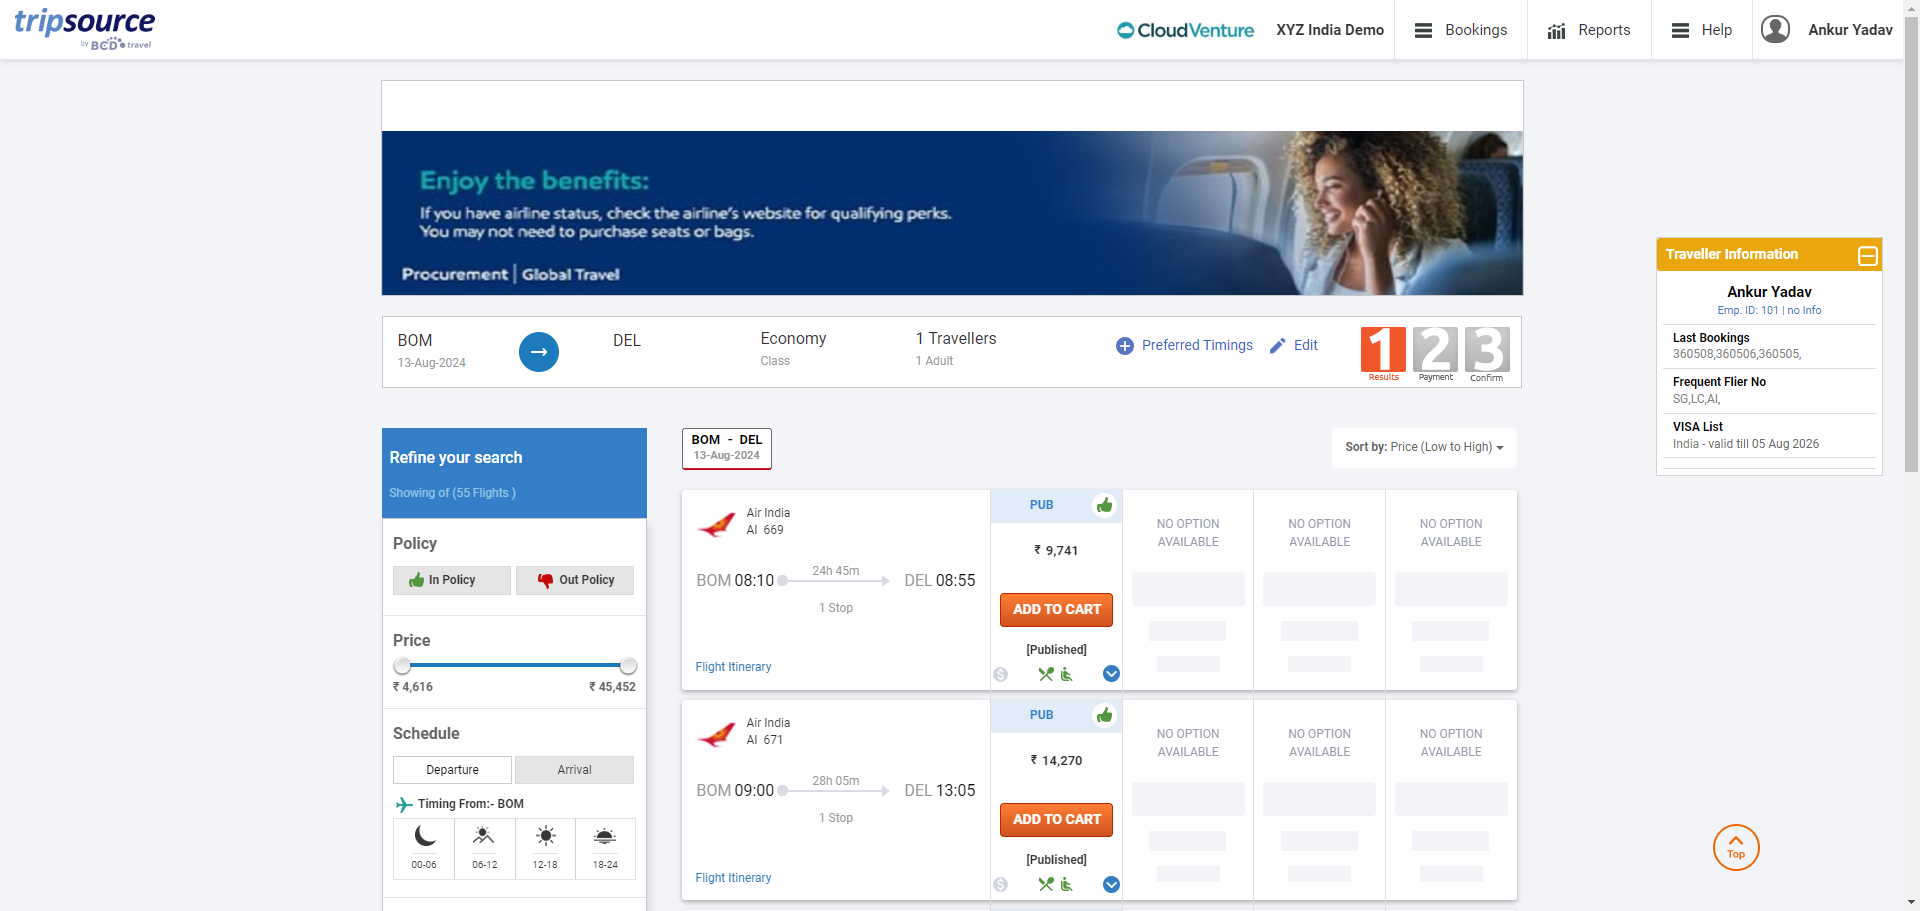 tripsource
by BCD travel
CloudVenture
XYZ India Demo
Bookings
Reports
Help
Ankur Yadav
Enjoy the benefits:
If you have airline status, check the airline's website for qualifying perks.
You may not need to purchase seats or bags.
Procurement | Global Travel
Traveller Information
Ankur Yadav
Emp. ID: 101 | no Info
Last Bookings
360508,360506,360505,
Frequent Flier No
SG,LC,AI,
VISA List
India - valid till 05 Aug 2026
BOM
13-Aug-2024
DEL
Economy
Class
1 Travellers
1 Adult
Preferred Timings
Edit
1 2 3
Results Payment Confirm
Refine your search
Showing of (55 Flights )
Policy
In Policy
Out Policy
Price
₹ 4,616
₹ 45,452
Schedule
Departure
Arrival
Timing From:- BOM
00-06
06-12
12-18
18-24
BOM - DEL
13-Aug-2024
Sort by: Price (Low to High)
Air India
AI 669
BOM 08:10
24h 45m
1 Stop
DEL 08:55
Flight Itinerary
PUB
₹ 9,741
ADD TO CART
[Published]
NO OPTION
AVAILABLE
NO OPTION
AVAILABLE
NO OPTION
AVAILABLE
Air India
AI 671
BOM 09:00
28h 05m
1 Stop
DEL 13:05
Flight Itinerary
PUB
₹ 14,270
ADD TO CART
[Published]
NO OPTION
AVAILABLE
NO OPTION
AVAILABLE
NO OPTION
AVAILABLE
Top